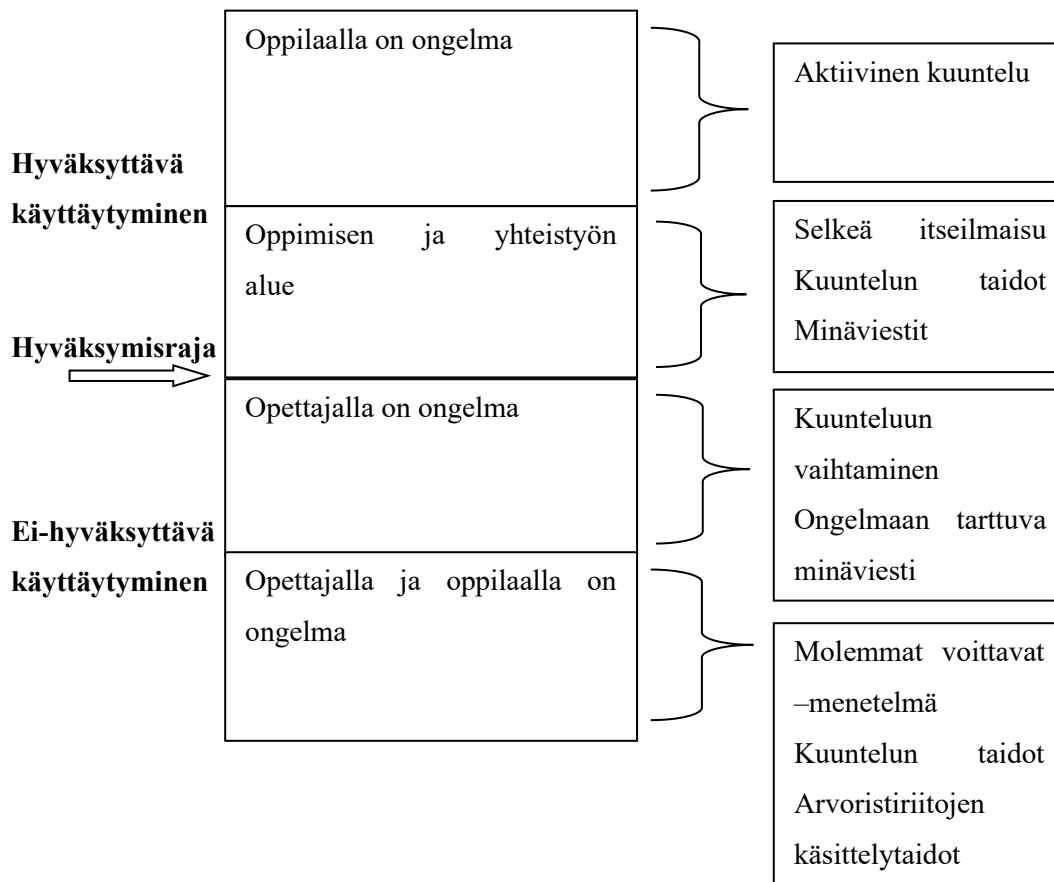 Hyväksyttävä
käyttäytyminen
Hyväksymisraja
Ei-hyväksyttävä
käyttäytyminen
Oppilaalla on ongelma
Oppimisen ja yhteistyön
alue
Opettajalla on ongelma
Opettajalla ja oppilaalla on
ongelma
Aktiivinen kuuntelu
Selkeä itseilmaisu
Kuuntelun taidot
Minäviestit
Kuunteluun
vaihtaminen
Ongelmaan tarttuva
minäviesti
Molemmat voittavat
–menetelmä
Kuuntelun taidot
Arvoristiriitojen
käsittelytaidot